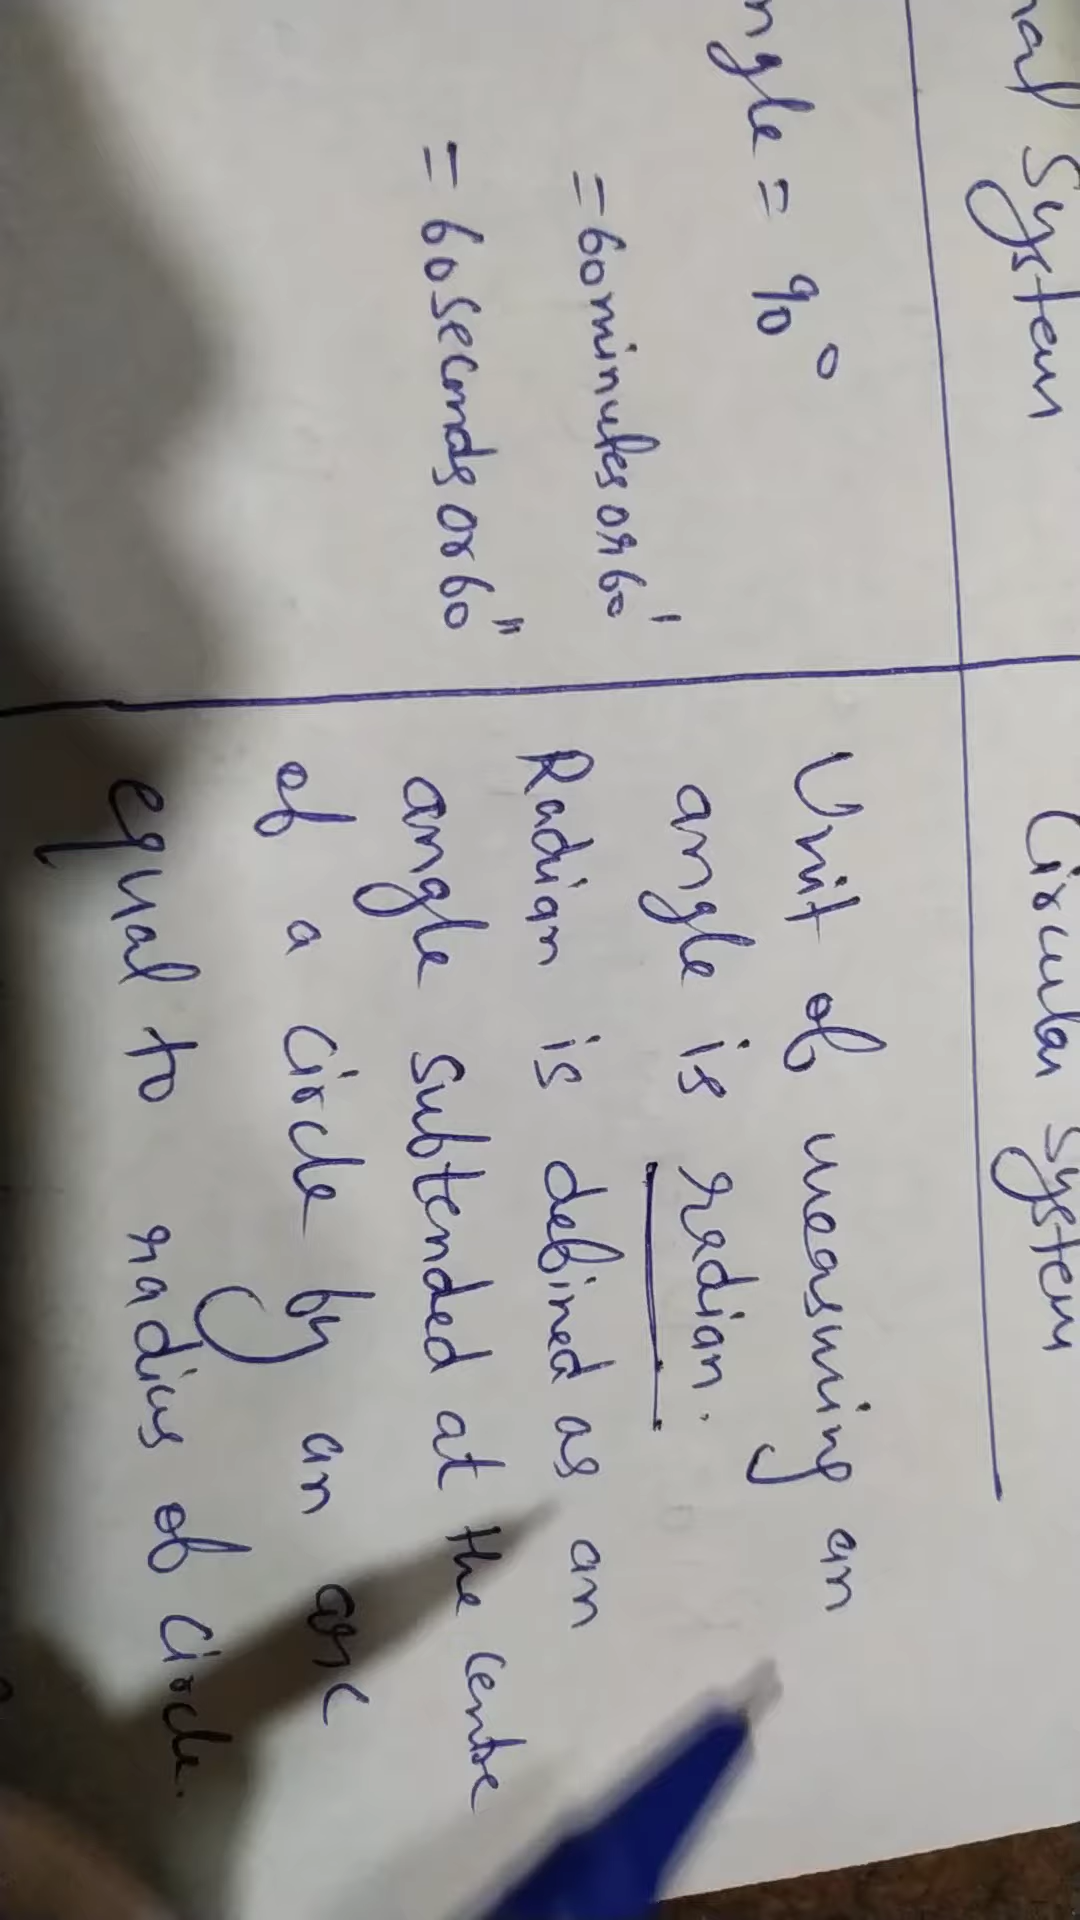 nal System
ngle = 90°
= 60 minutes or 60'
= 60 seconds or 60"
Circular System
Unit of measuring an
angle is radian.
Radian is defined as an
angle subtended at the centre
of a circle by an arc
equal to radius of circle.